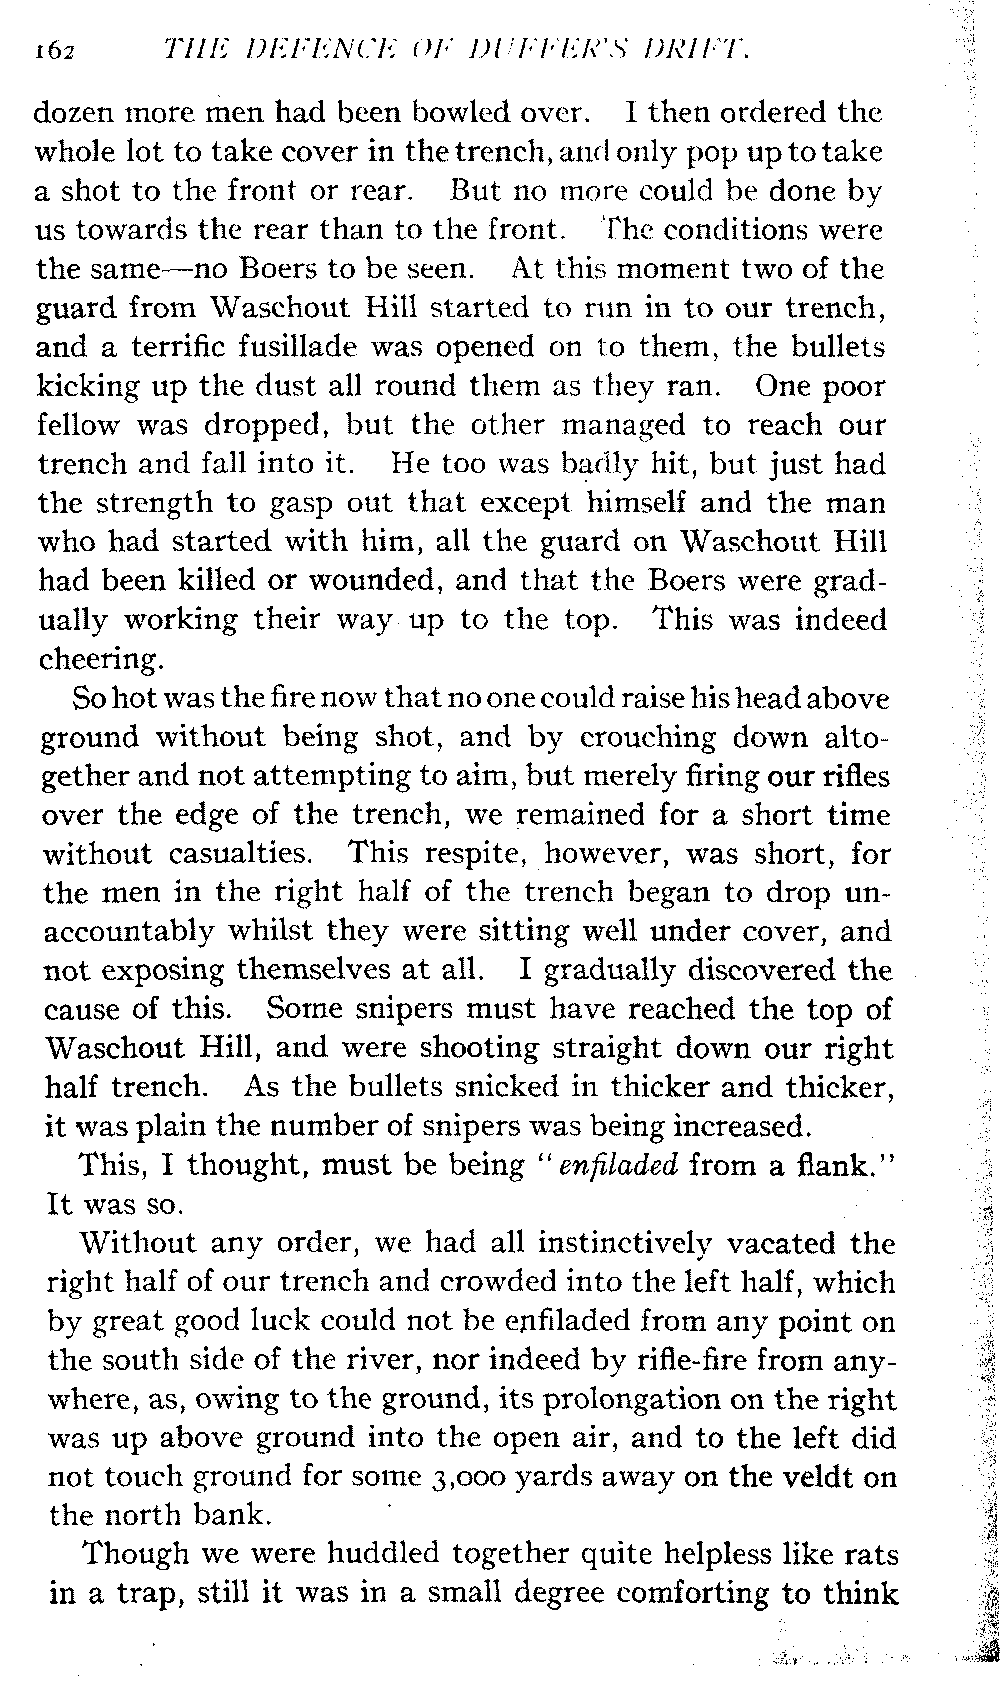 162 THE DEFENCE OF DUFFER'S DRIFT.
dozen more men had been bowled over. I then ordered the
whole lot to take cover in the trench, and only pop up to take
a shot to the front or rear. But no more could be done by
us towards the rear than to the front. The conditions were
the same—no Boers to be seen. At this moment two of the
guard from Waschout Hill started to run in to our trench,
and a terrific fusillade was opened on to them, the bullets
kicking up the dust all round them as they ran. One poor
fellow was dropped, but the other managed to reach our
trench and fall into it. He too was badly hit, but just had
the strength to gasp out that except himself and the man
who had started with him, all the guard on Waschout Hill
had been killed or wounded, and that the Boers were grad-
ually working their way up to the top. This was indeed
cheering.
So hot was the fire now that no one could raise his head above
ground without being shot, and by crouching down alto-
gether and not attempting to aim, but merely firing our rifles
over the edge of the trench, we remained for a short time
without casualties. This respite, however, was short, for
the men in the right half of the trench began to drop un-
accountably whilst they were sitting well under cover, and
not exposing themselves at all. I gradually discovered the
cause of this. Some snipers must have reached the top of
Waschout Hill, and were shooting straight down our right
half trench. As the bullets snicked in thicker and thicker,
it was plain the number of snipers was being increased.
This, I thought, must be being "enfiladed from a flank."
It was so.
Without any order, we had all instinctively vacated the
right half of our trench and crowded into the left half, which
by great good luck could not be enfiladed from any point on
the south side of the river, nor indeed by rifle-fire from any-
where, as, owing to the ground, its prolongation on the right
was up above ground into the open air, and to the left did
not touch ground for some 3,000 yards away on the veldt on
the north bank.
Though we were huddled together quite helpless like rats
in a trap, still it was in a small degree comforting to think